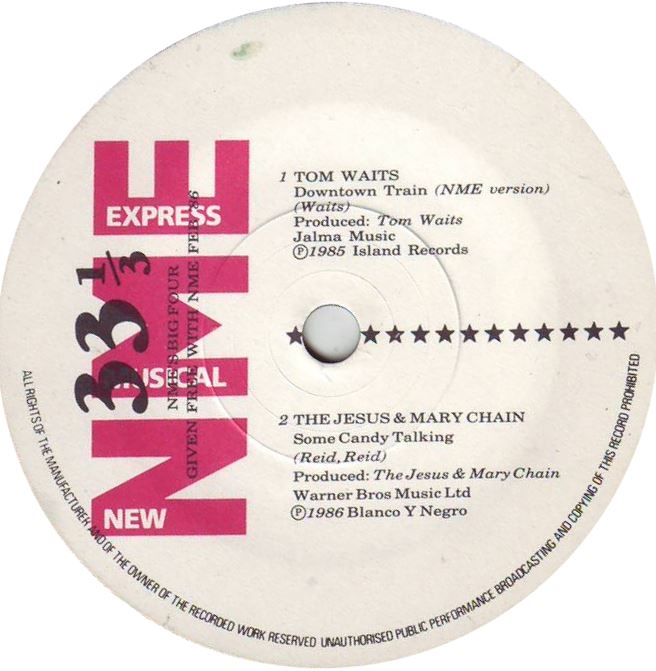 NME
NEW
MUSICAL
EXPRESS
33 1/3
NME'S BIG FOUR
GIVEN FREE WITH NME FEB '86
1 TOM WAITS
Downtown Train (NME version)
(Waits)
Produced: Tom Waits
Jalma Music
Ⓟ1985 Island Records
2 THE JESUS & MARY CHAIN
Some Candy Talking
(Reid, Reid)
Produced: The Jesus & Mary Chain
Warner Bros Music Ltd
Ⓟ1986 Blanco Y Negro
ALL RIGHTS OF THE MANUFACTURER AND OF THE OWNER OF THE RECORDED WORK RESERVED UNAUTHORISED PUBLIC PERFORMANCE BROADCASTING AND COPYING OF THIS RECORD PROHIBITED